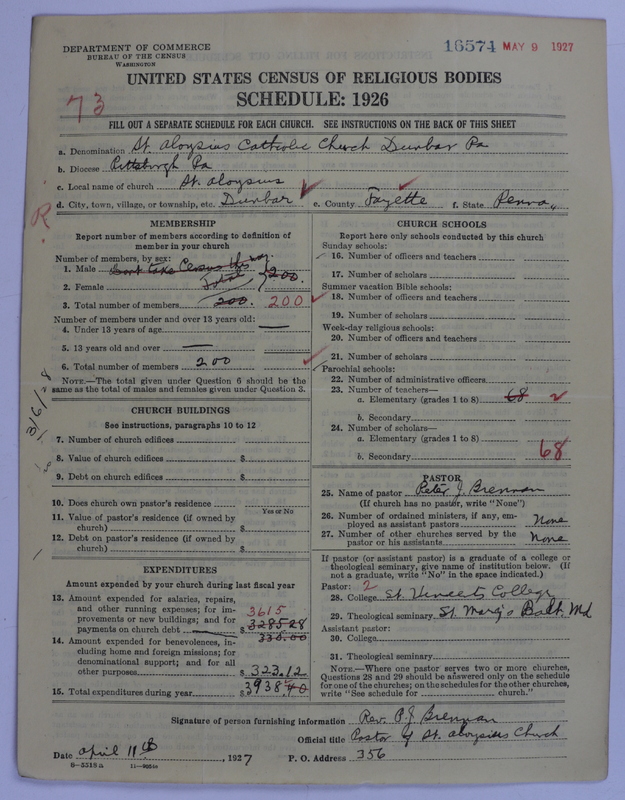 DEPARTMENT OF COMMERCE
BUREAU OF THE CENSUS
WASHINGTON
16574 MAY 9 1927
UNITED STATES CENSUS OF RELIGIOUS BODIES
SCHEDULE: 1926
73
FILL OUT A SEPARATE SCHEDULE FOR EACH CHURCH. SEE INSTRUCTIONS ON THE BACK OF THIS SHEET
a. Denomination St. Aloysius Catholic Church Dunbar Pa
b. Diocese Pittsburgh Pa
c. Local name of church St. Aloysius
d. City, town, village, or township, etc. Dunbar e. County Fayette f. State Penna.
R
MEMBERSHIP
Report number of members according to definition of
member in your church
Number of members, by sex:
1. Male Dont take Census this way
2. Female Total 200.
3. Total number of members 200. 200
Number of members under and over 13 years old:
4. Under 13 years of age —
5. 13 years old and over —
6. Total number of members 200
NOTE.—The total given under Question 6 should be the
same as the total of males and females given under Question 3.
3/6/28
CHURCH BUILDINGS
See instructions, paragraphs 10 to 12
7. Number of church edifices
8. Value of church edifices $
9. Debt on church edifices $
10. Does church own pastor's residence
Yes or No
11. Value of pastor's residence (if owned by
church) $
12. Debt on pastor's residence (if owned by
church) $
EXPENDITURES
Amount expended by your church during last fiscal year
13. Amount expended for salaries, repairs,
and other running expenses; for im-
provements or new buildings; and for
payments on church debt $ 3615 3285.28
330.00
14. Amount expended for benevolences, in-
cluding home and foreign missions; for
denominational support; and for all
other purposes $ 323.12
15. Total expenditures during year $ 3938.40
CHURCH SCHOOLS
Report here only schools conducted by this church
Sunday schools:
16. Number of officers and teachers
17. Number of scholars
Summer vacation Bible schools:
18. Number of officers and teachers
19. Number of scholars
Week-day religious schools:
20. Number of officers and teachers
21. Number of scholars
Parochial schools:
22. Number of administrative officers
23. Number of teachers—
a. Elementary (grades 1 to 8) 68 2
b. Secondary
24. Number of scholars—
a. Elementary (grades 1 to 8)
b. Secondary 68
PASTOR
25. Name of pastor Peter J. Brennan
(If church has no pastor, write "None")
26. Number of ordained ministers, if any, em-
ployed as assistant pastors None
27. Number of other churches served by the
pastor or his assistants None
If pastor (or assistant pastor) is a graduate of a college or
theological seminary, give name of institution below. (If
not a graduate, write "No" in the space indicated.)
Pastor: 2
28. College St. Vincents College
29. Theological seminary St. Mary's Balt. Md
Assistant pastor:
30. College
31. Theological seminary
NOTE.—Where one pastor serves two or more churches,
Questions 28 and 29 should be answered only on the schedule
for one of the churches; on the schedules for the other churches,
write "See schedule for church."
Signature of person furnishing information Rev. P. J. Brennan
Official title Pastor of St. Aloysius Church
Date April 11th, 1927 P. O. Address 356
8—5518 a